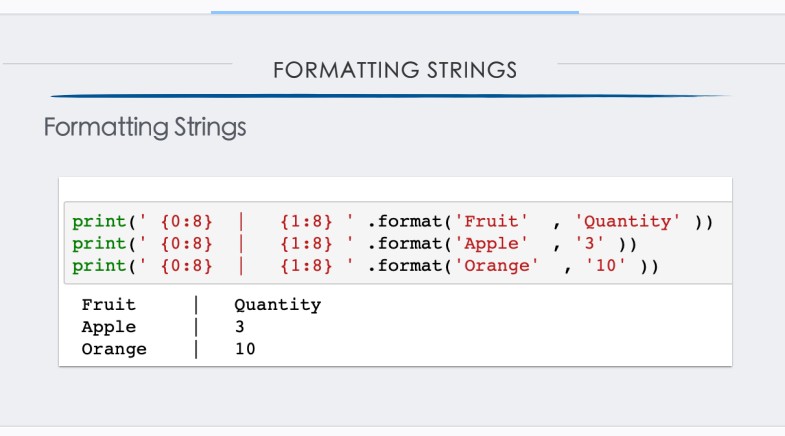 FORMATTING STRINGS
Formatting Strings
print(' {0:8}  |   {1:8} ' .format('Fruit'  , 'Quantity' ))
print(' {0:8}  |   {1:8} ' .format('Apple'  , '3' ))
print(' {0:8}  |   {1:8} ' .format('Orange'  , '10' ))
Fruit     |   Quantity
Apple     |   3
Orange    |   10